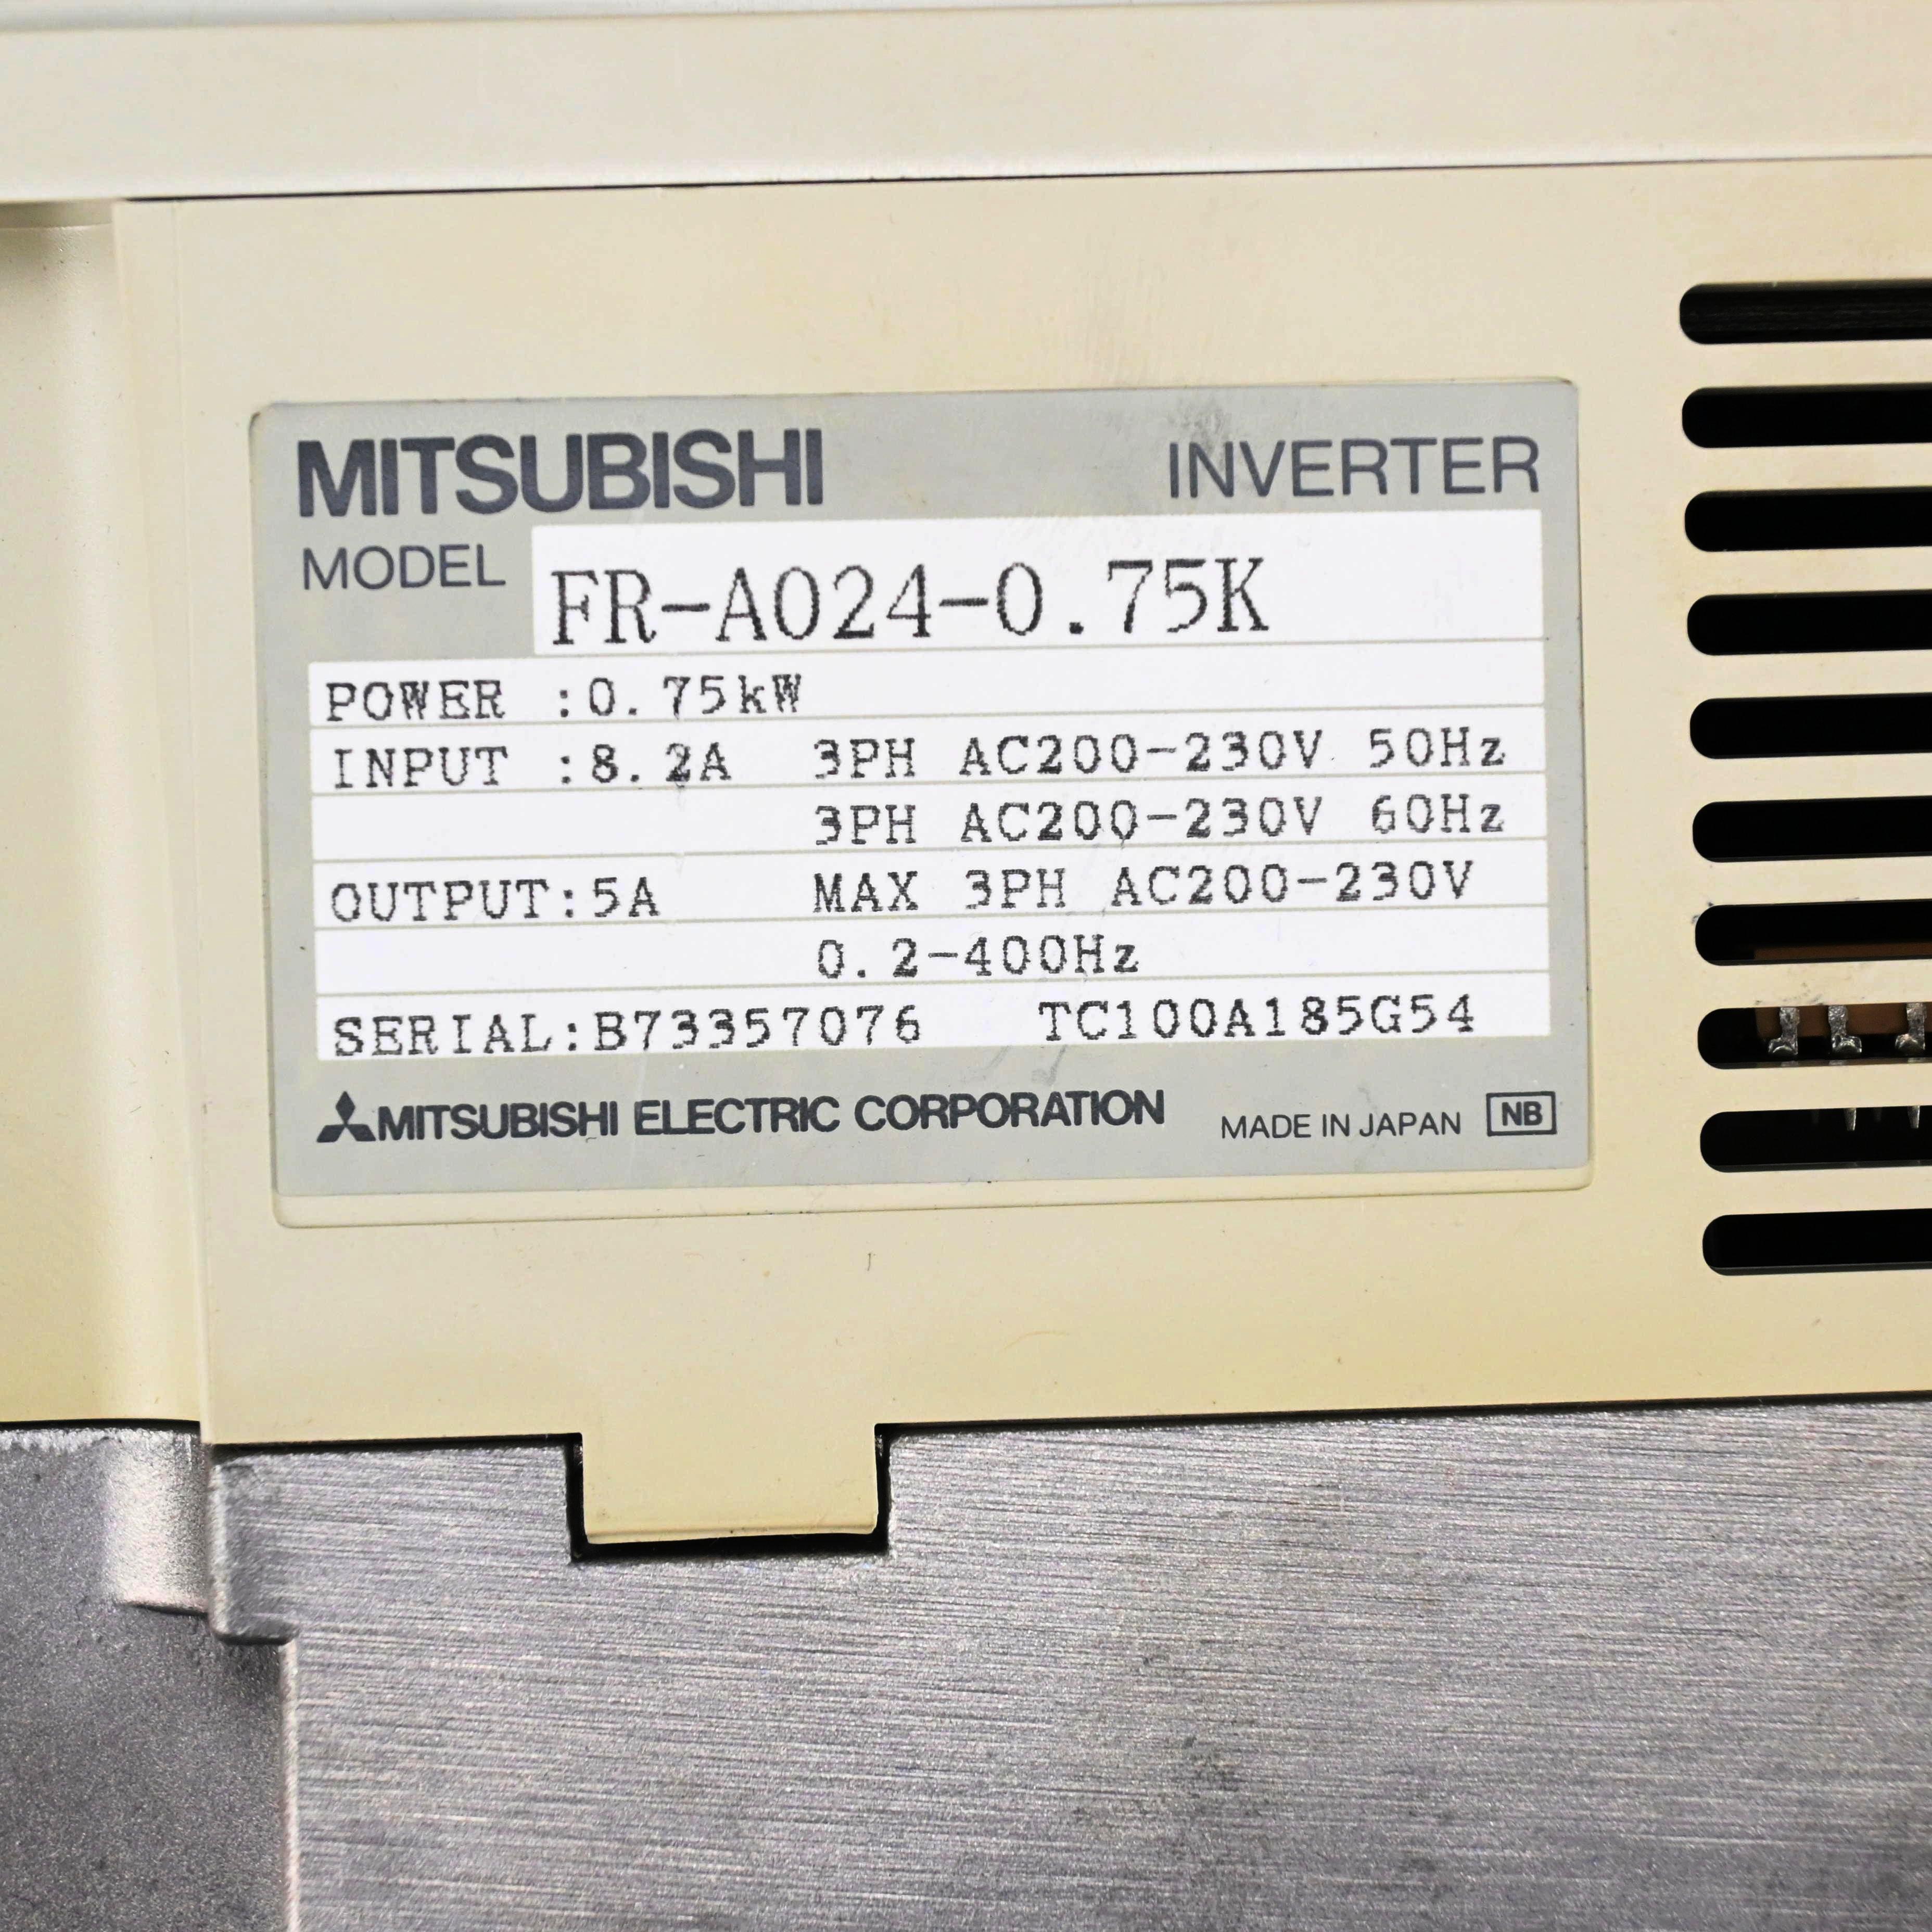 MITSUBISHI INVERTER
MODEL FR-A024-0.75K
POWER :0.75kW
INPUT :8.2A 3PH AC200-230V 50Hz
3PH AC200-230V 60Hz
OUTPUT:5A MAX 3PH AC200-230V
0.2-400Hz
SERIAL:B73357076 TC100A185G54
MITSUBISHI ELECTRIC CORPORATION MADE IN JAPAN NB